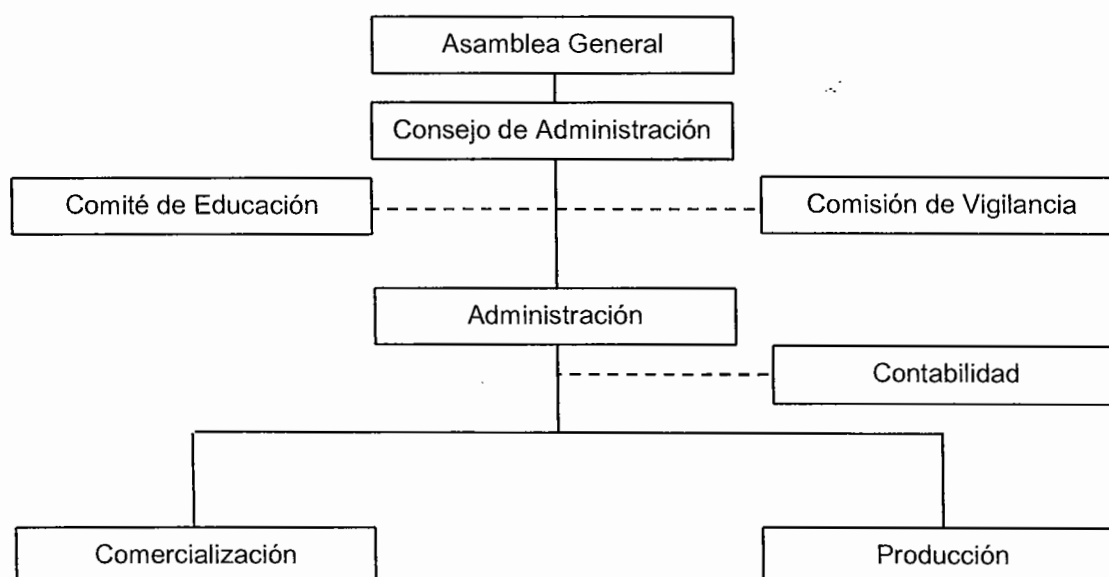 Asamblea General
Consejo de Administración
Comité de Educación
Comisión de Vigilancia
Administración
Contabilidad
Comercialización
Producción